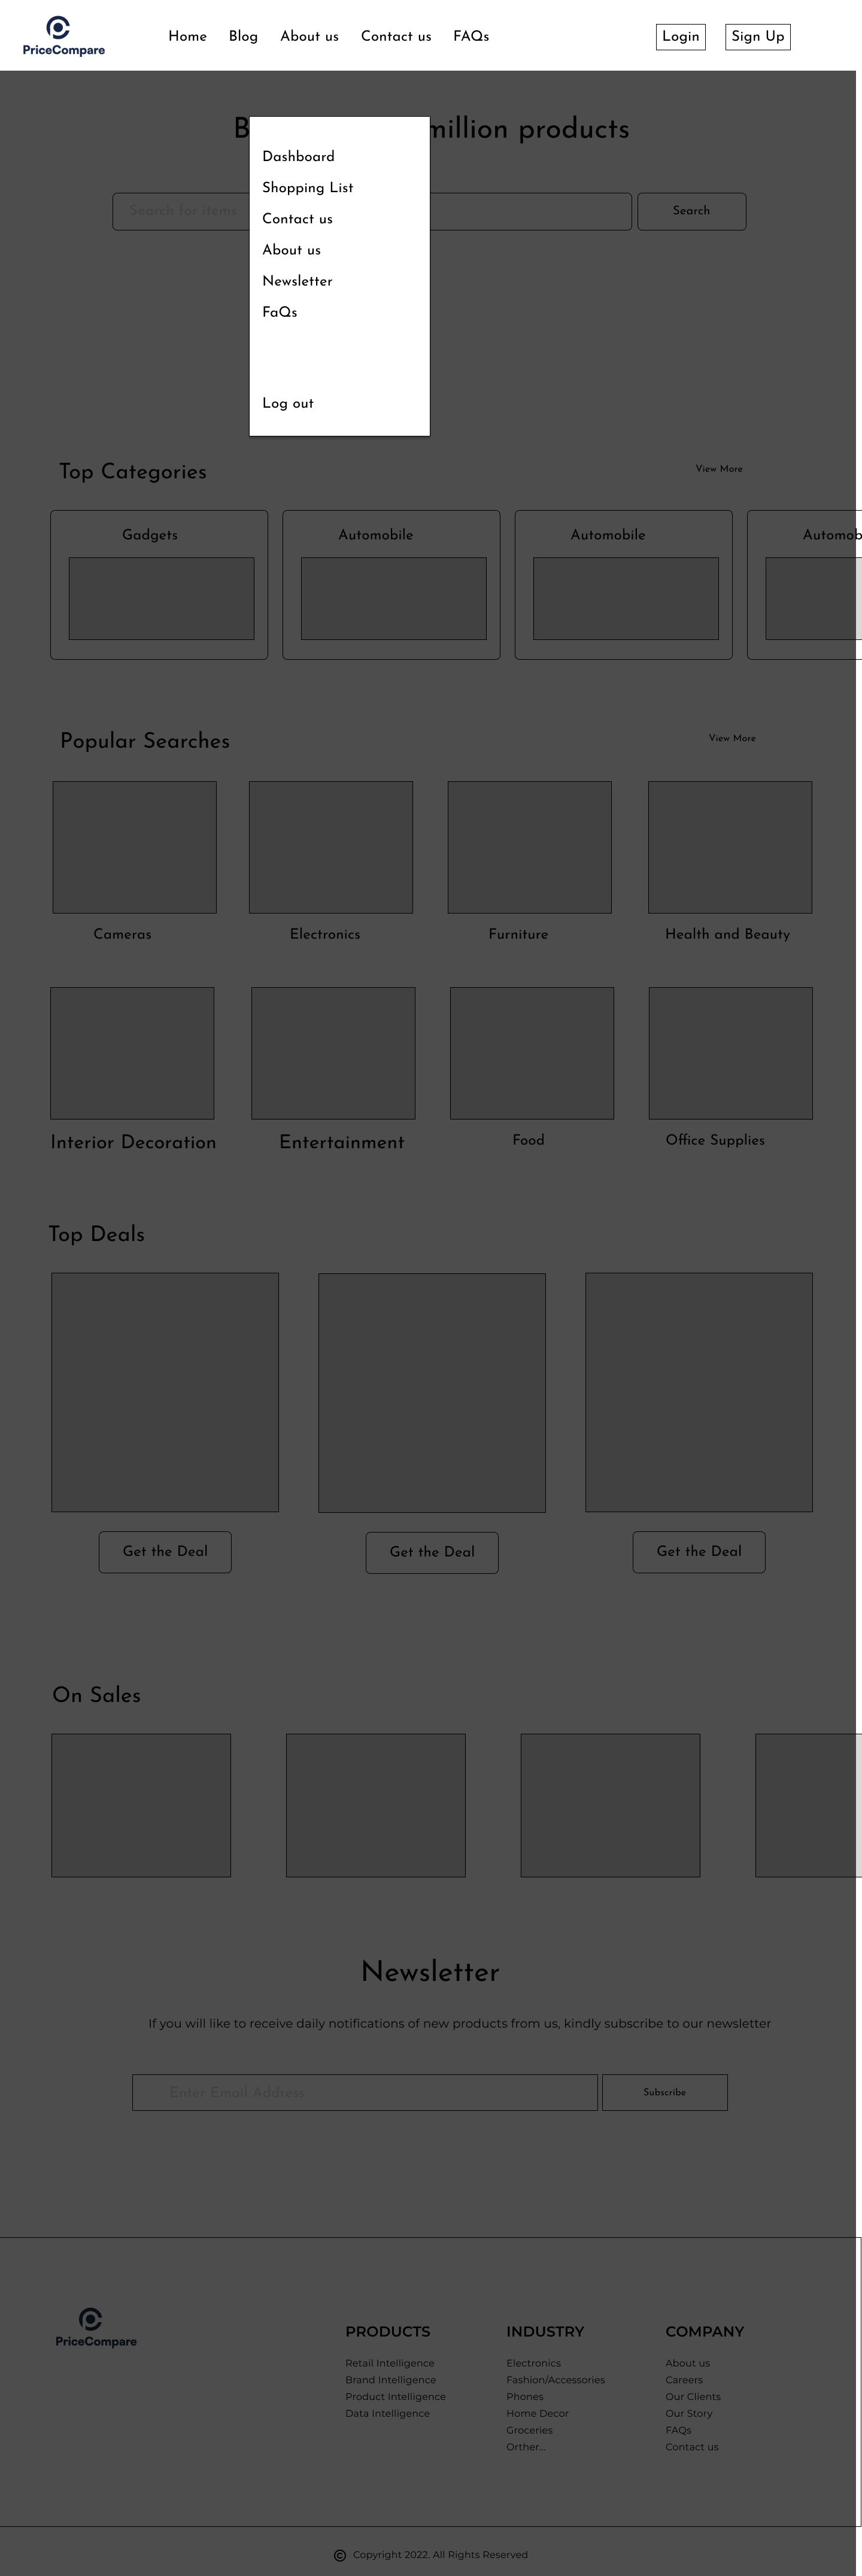 PriceCompare
Home Blog About us Contact us FAQs
Login Sign Up
million products
Dashboard
Shopping List
Contact us
About us
Newsletter
FaQs
Log out
Search for items
Search
Top Categories
View More
Gadgets
Automobile
Automobile
Popular Searches
View More
Cameras
Electronics
Furniture
Health and Beauty
Interior Decoration
Entertainment
Food
Office Supplies
Top Deals
Get the Deal
Get the Deal
Get the Deal
On Sales
Newsletter
If you will like to receive daily notifications of new products from us, kindly subscribe to our newsletter
Enter Email Address
Subscribe
PriceCompare
PRODUCTS
Retail Intelligence
Brand Intelligence
Product Intelligence
Data Intelligence
INDUSTRY
Electronics
Fashion/Accessories
Phones
Home Decor
Groceries
Orther...
COMPANY
About us
Careers
Our Clients
Our Story
FAQs
Contact us
© Copyright 2022. All Rights Reserved